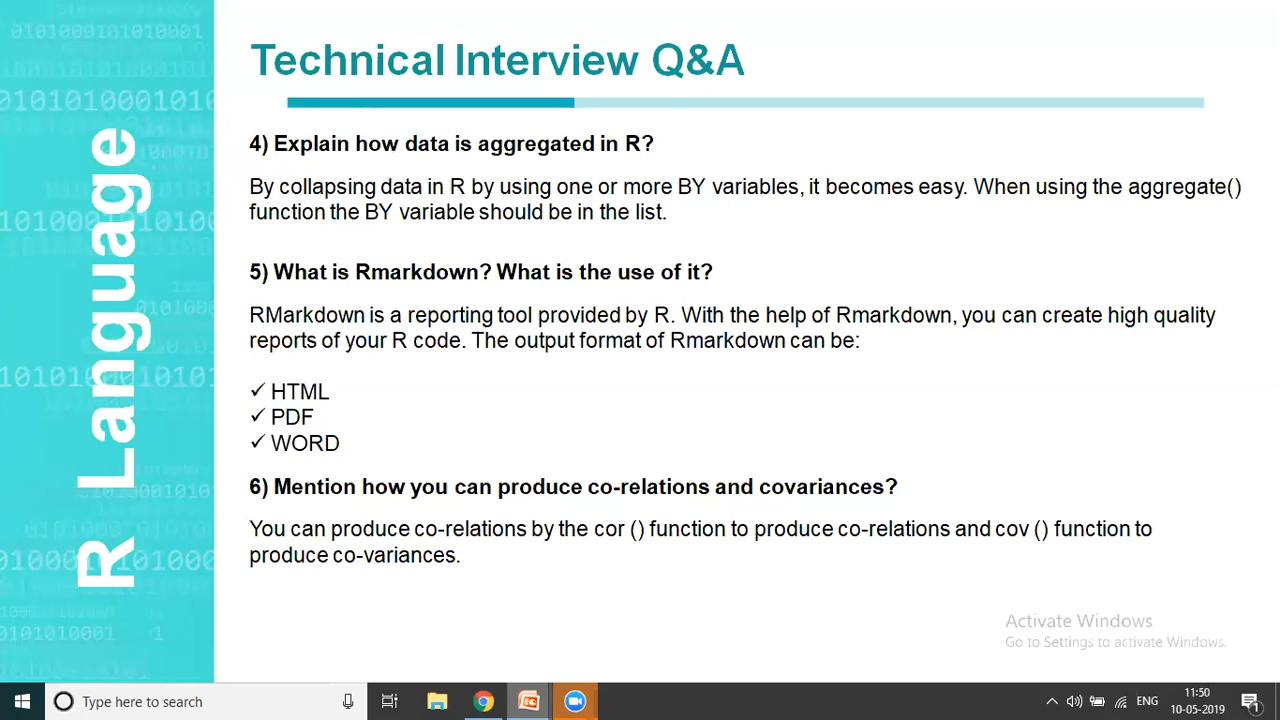 Technical Interview Q&A
R Language
4) Explain how data is aggregated in R?
By collapsing data in R by using one or more BY variables, it becomes easy. When using the aggregate()
function the BY variable should be in the list.
5) What is Rmarkdown? What is the use of it?
RMarkdown is a reporting tool provided by R. With the help of Rmarkdown, you can create high quality
reports of your R code. The output format of Rmarkdown can be:
✓ HTML
✓ PDF
✓ WORD
6) Mention how you can produce co-relations and covariances?
You can produce co-relations by the cor () function to produce co-relations and cov () function to
produce co-variances.
Activate Windows
Go to Settings to activate Windows.
Type here to search
ENG
11:50
10-05-2019
1